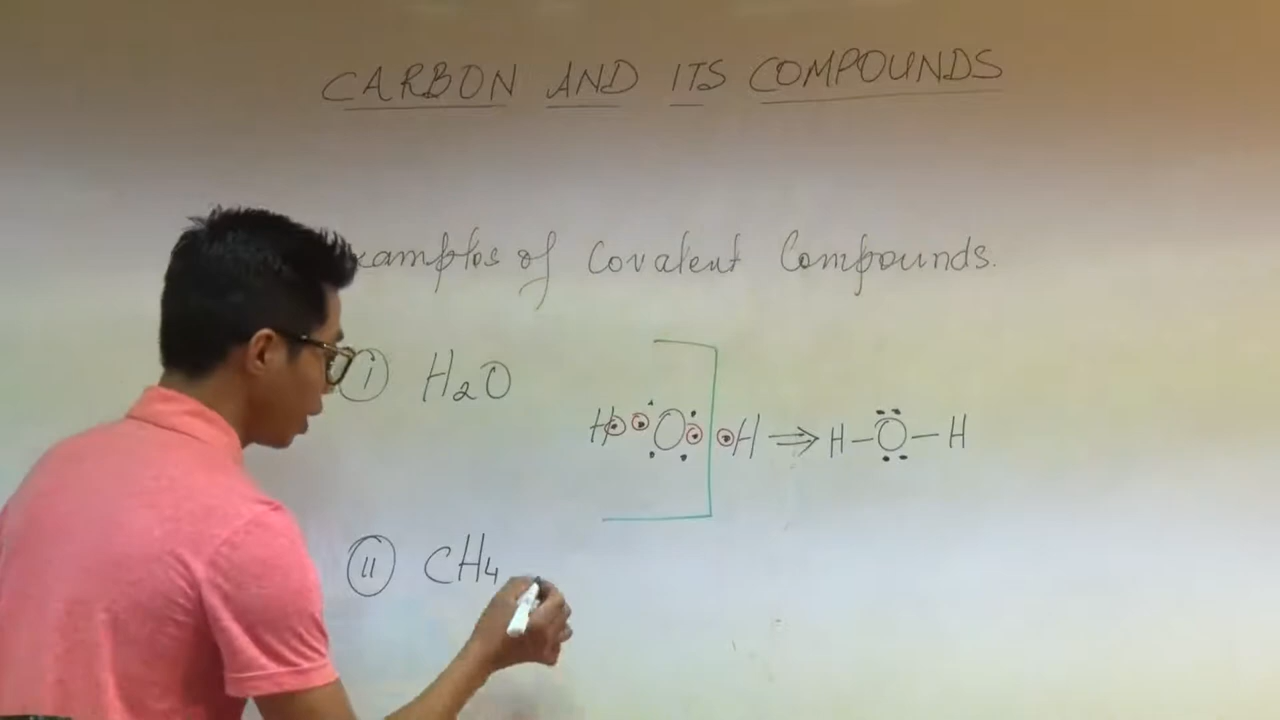 CARBON AND ITS COMPOUNDS
xamples of Covalent Compounds.
i H₂O
H O H ⇒ H–O–H
ii CH₄